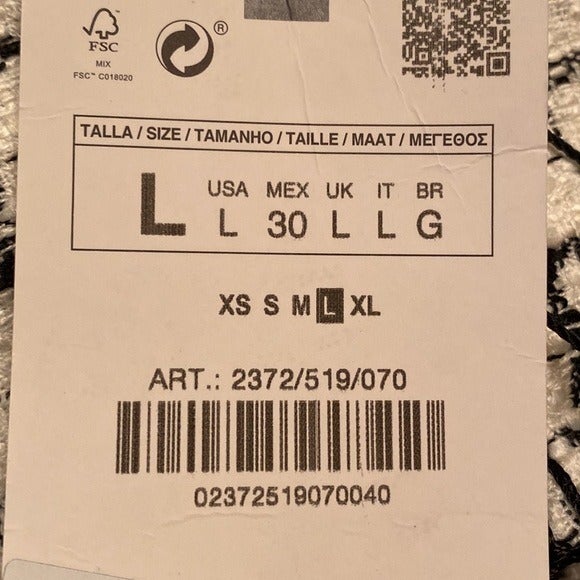 ®
FSC
MIX
FSC™ C018020
TALLA / SIZE / TAMANHO / TAILLE / MAAT / ΜΕΓΕΘΟΣ
L USA MEX UK IT BR
L 30 L L G
XS S M L XL
ART.: 2372/519/070
02372519070040